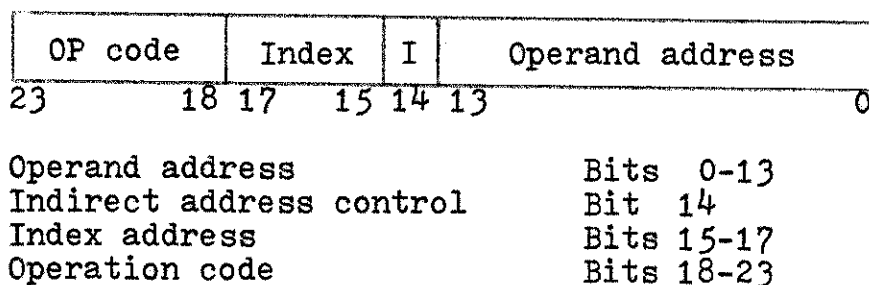 OP code Index I Operand address
23 18 17 15 14 13 0
Operand address Bits 0-13
Indirect address control Bit 14
Index address Bits 15-17
Operation code Bits 18-23